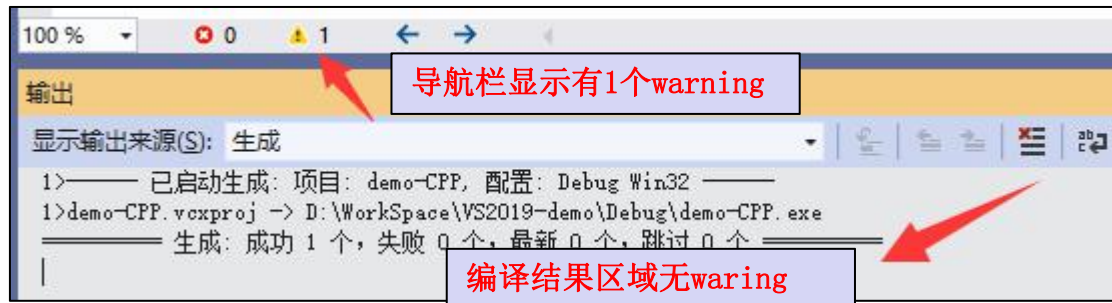 100 % 0 1
导航栏显示有1个warning
输出
显示输出来源(S): 生成
1>—— 已启动生成: 项目: demo-CPP, 配置: Debug Win32 ——
1>demo-CPP.vcxproj -> D:\WorkSpace\VS2019-demo\Debug\demo-CPP.exe
========== 生成: 成功 1 个，失败 0 个，最新 0 个，跳过 0 个 ==========
编译结果区域无waring